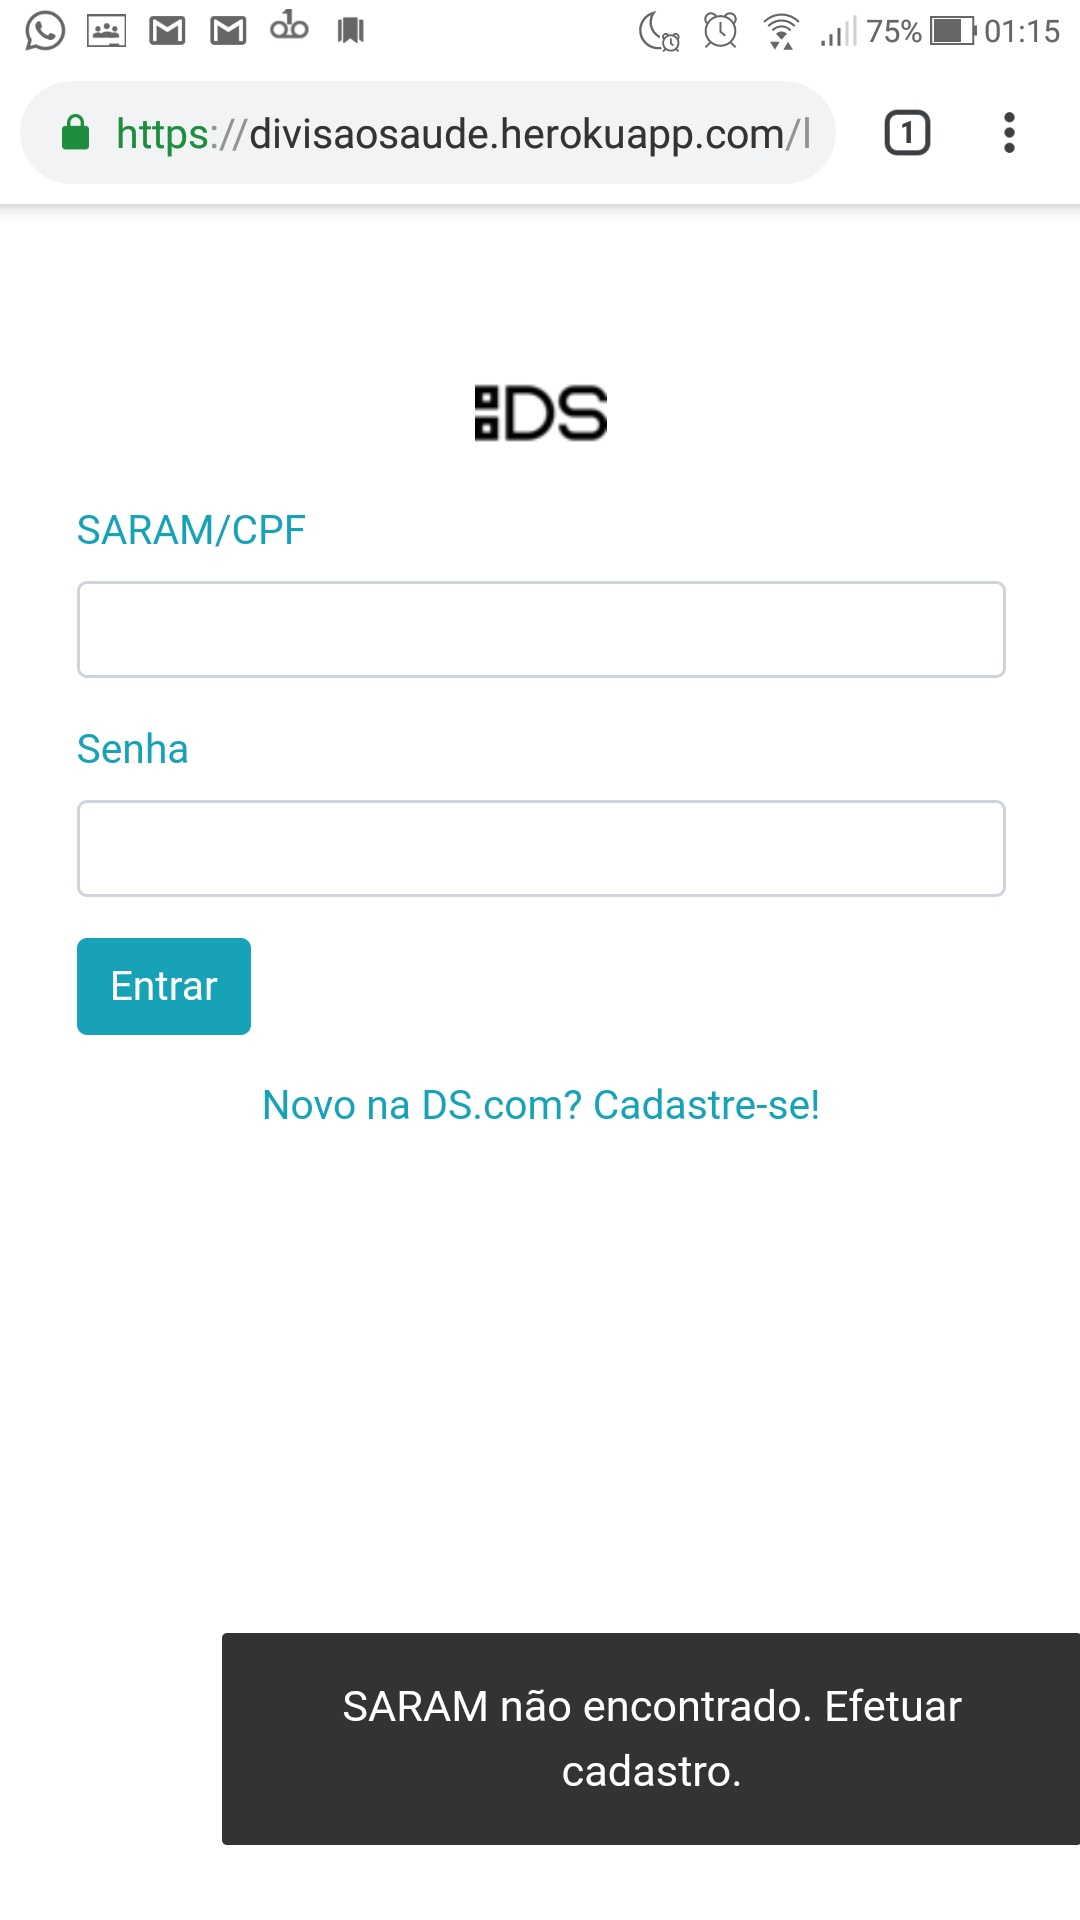 75% 01:15
https://divisaosaude.herokuapp.com/l
1
DS
SARAM/CPF
Senha
Entrar
Novo na DS.com? Cadastre-se!
SARAM não encontrado. Efetuar
cadastro.